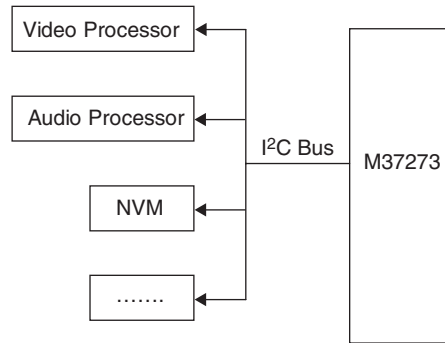 Video Processor
Audio Processor
I²C Bus
M37273
NVM
.......